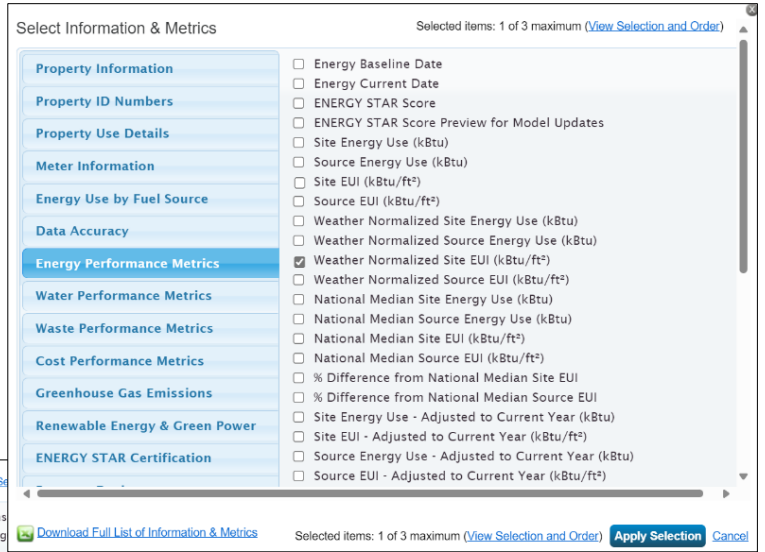 Select Information & Metrics
Selected items: 1 of 3 maximum (View Selection and Order)
Property Information
Property ID Numbers
Property Use Details
Meter Information
Energy Use by Fuel Source
Data Accuracy
Energy Performance Metrics
Water Performance Metrics
Waste Performance Metrics
Cost Performance Metrics
Greenhouse Gas Emissions
Renewable Energy & Green Power
ENERGY STAR Certification
Energy Baseline Date
Energy Current Date
ENERGY STAR Score
ENERGY STAR Score Preview for Model Updates
Site Energy Use (kBtu)
Source Energy Use (kBtu)
Site EUI (kBtu/ft²)
Source EUI (kBtu/ft²)
Weather Normalized Site Energy Use (kBtu)
Weather Normalized Source Energy Use (kBtu)
Weather Normalized Site EUI (kBtu/ft²)
Weather Normalized Source EUI (kBtu/ft²)
National Median Site Energy Use (kBtu)
National Median Source Energy Use (kBtu)
National Median Site EUI (kBtu/ft²)
National Median Source EUI (kBtu/ft²)
% Difference from National Median Site EUI
% Difference from National Median Source EUI
Site Energy Use - Adjusted to Current Year (kBtu)
Site EUI - Adjusted to Current Year (kBtu/ft²)
Source Energy Use - Adjusted to Current Year (kBtu)
Source EUI - Adjusted to Current Year (kBtu/ft²)
Download Full List of Information & Metrics
Selected items: 1 of 3 maximum (View Selection and Order)
Apply Selection
Cancel